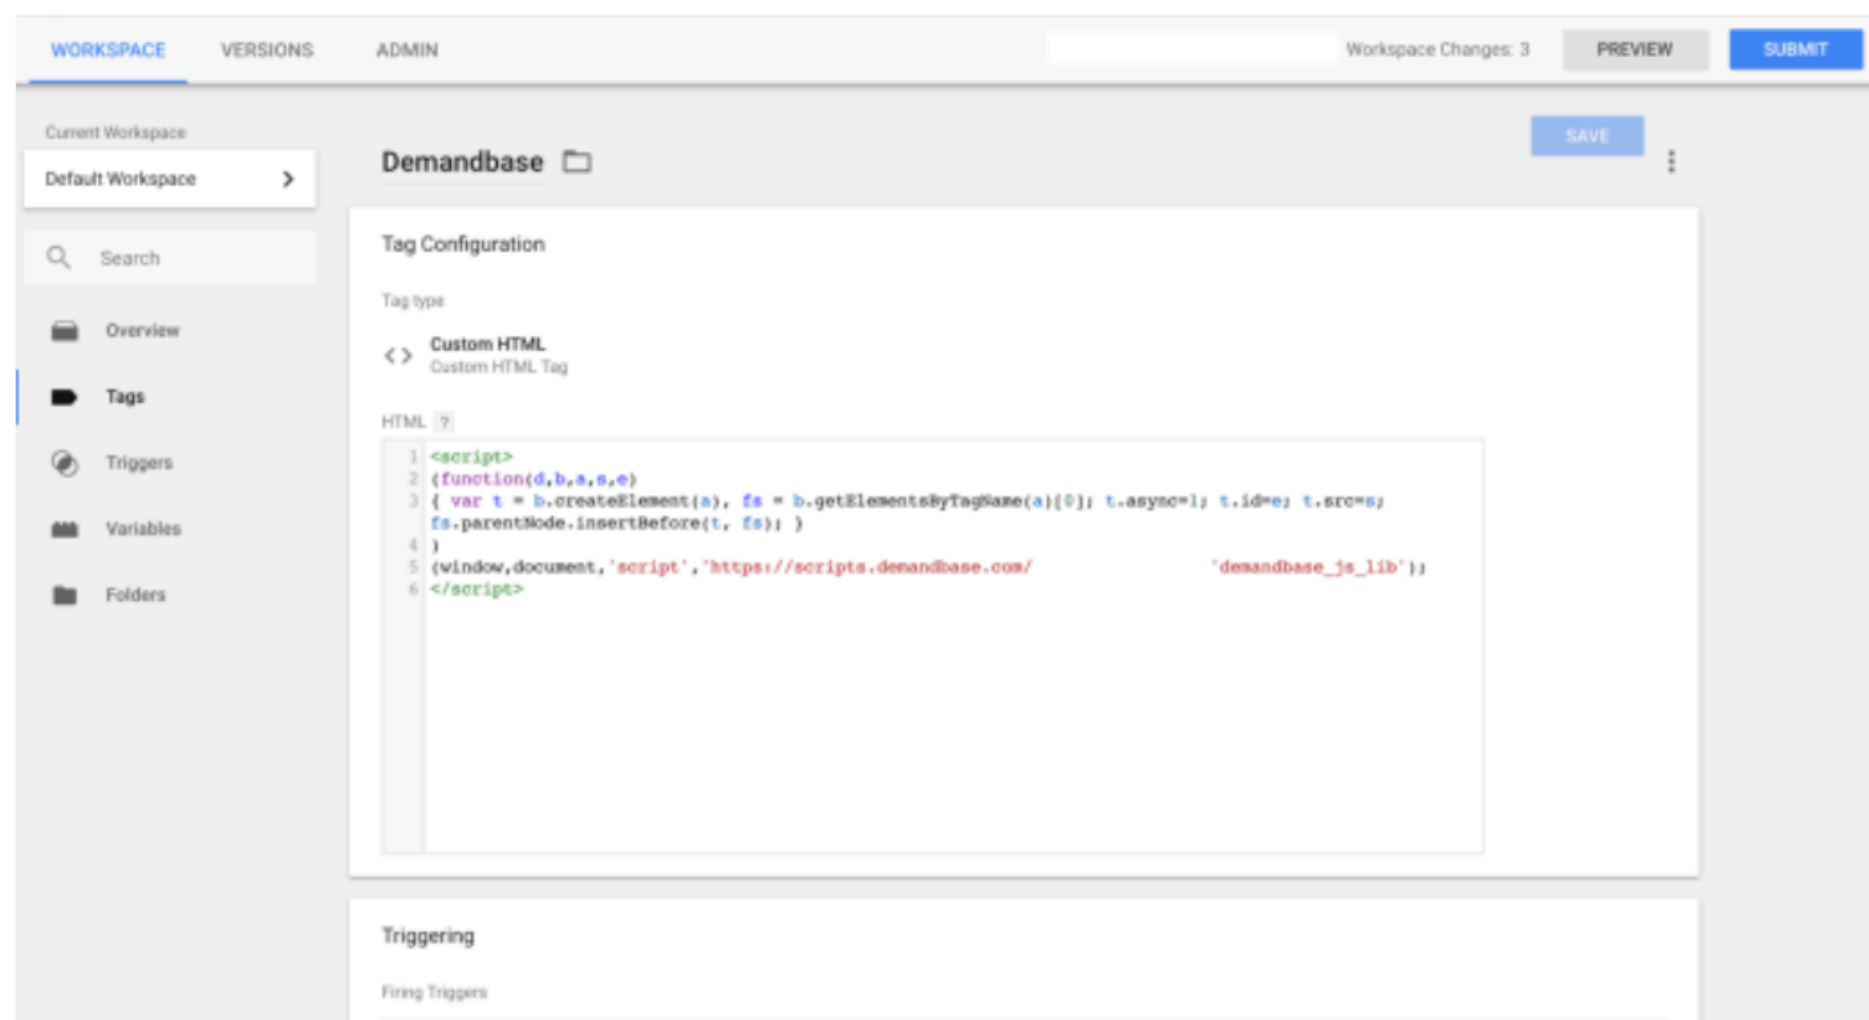 WORKSPACE VERSIONS ADMIN Workspace Changes: 3 PREVIEW SUBMIT
Current Workspace
Default Workspace
Search
Overview
Tags
Triggers
Variables
Folders
Demandbase
SAVE
Tag Configuration
Tag type
Custom HTML
Custom HTML Tag
HTML ?
1 <script>
2 (function(d,b,a,s,e)
3 { var t = b.createElement(a), fs = b.getElementsByTagName(a)[0]; t.async=1; t.id=e; t.src=s;
fs.parentNode.insertBefore(t, fs); }
4 )
5 (window,document,'script','https://scripts.demandbase.com/ 'demandbase_js_lib');
6 </script>
Triggering
Firing Triggers